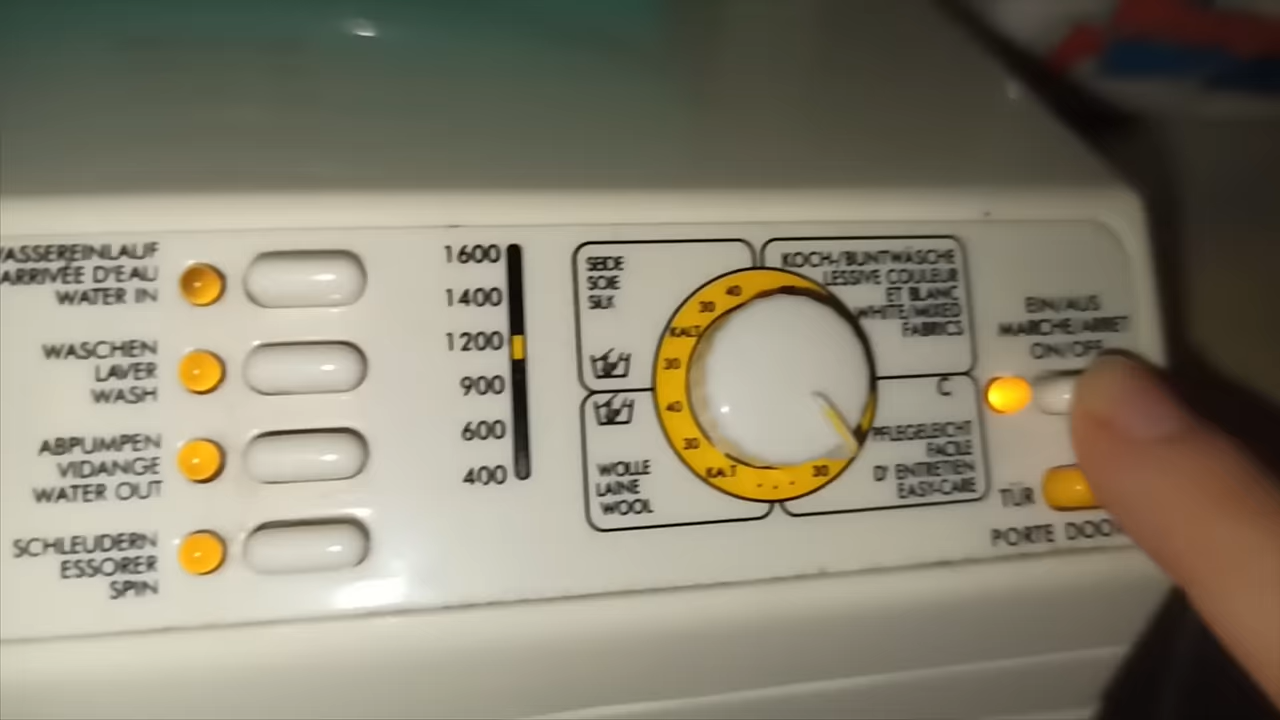 WASSEREINLAUF
ARRIVÉE D'EAU
WATER IN
WASCHEN
LAVER
WASH
ABPUMPEN
VIDANGE
WATER OUT
SCHLEUDERN
ESSORER
SPIN
1600
1400
1200
900
600
400
SEIDE
SOIE
SILK
WOLLE
LAINE
WOOL
40
30
KALT
30
40
30
KALT
30
KOCH-/BUNTWÄSCHE
LESSIVE COULEUR
ET BLANC
WHITE/MIXED
FABRICS
C
PFLEGELEICHT
FACILE
D' ENTRETIEN
EASY-CARE
EIN/AUS
MARCHE/ARRET
ON/OFF
TÜR
PORTE DOOR